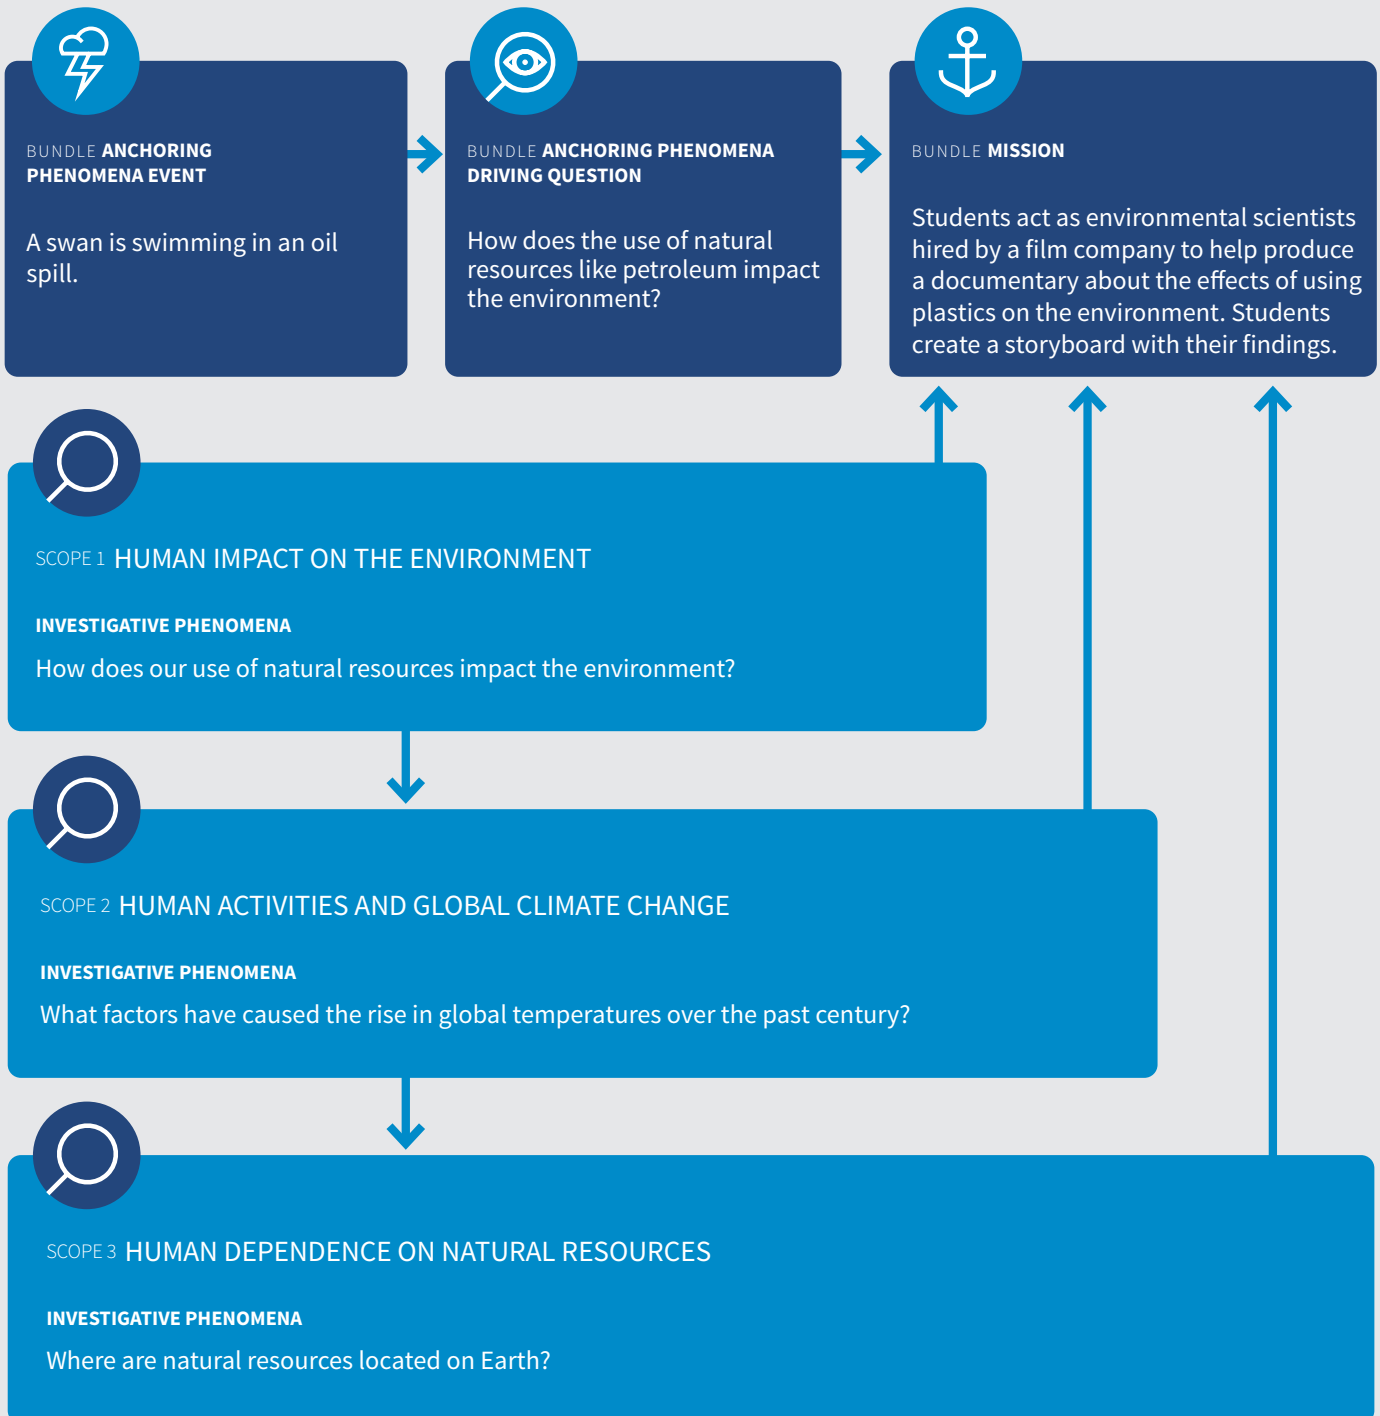 BUNDLE ANCHORING
PHENOMENA EVENT
A swan is swimming in an oil
spill.
BUNDLE ANCHORING PHENOMENA
DRIVING QUESTION
How does the use of natural
resources like petroleum impact
the environment?
BUNDLE MISSION
Students act as environmental scientists
hired by a film company to help produce
a documentary about the effects of using
plastics on the environment. Students
create a storyboard with their findings.
SCOPE 1 HUMAN IMPACT ON THE ENVIRONMENT
INVESTIGATIVE PHENOMENA
How does our use of natural resources impact the environment?
SCOPE 2 HUMAN ACTIVITIES AND GLOBAL CLIMATE CHANGE
INVESTIGATIVE PHENOMENA
What factors have caused the rise in global temperatures over the past century?
SCOPE 3 HUMAN DEPENDENCE ON NATURAL RESOURCES
INVESTIGATIVE PHENOMENA
Where are natural resources located on Earth?